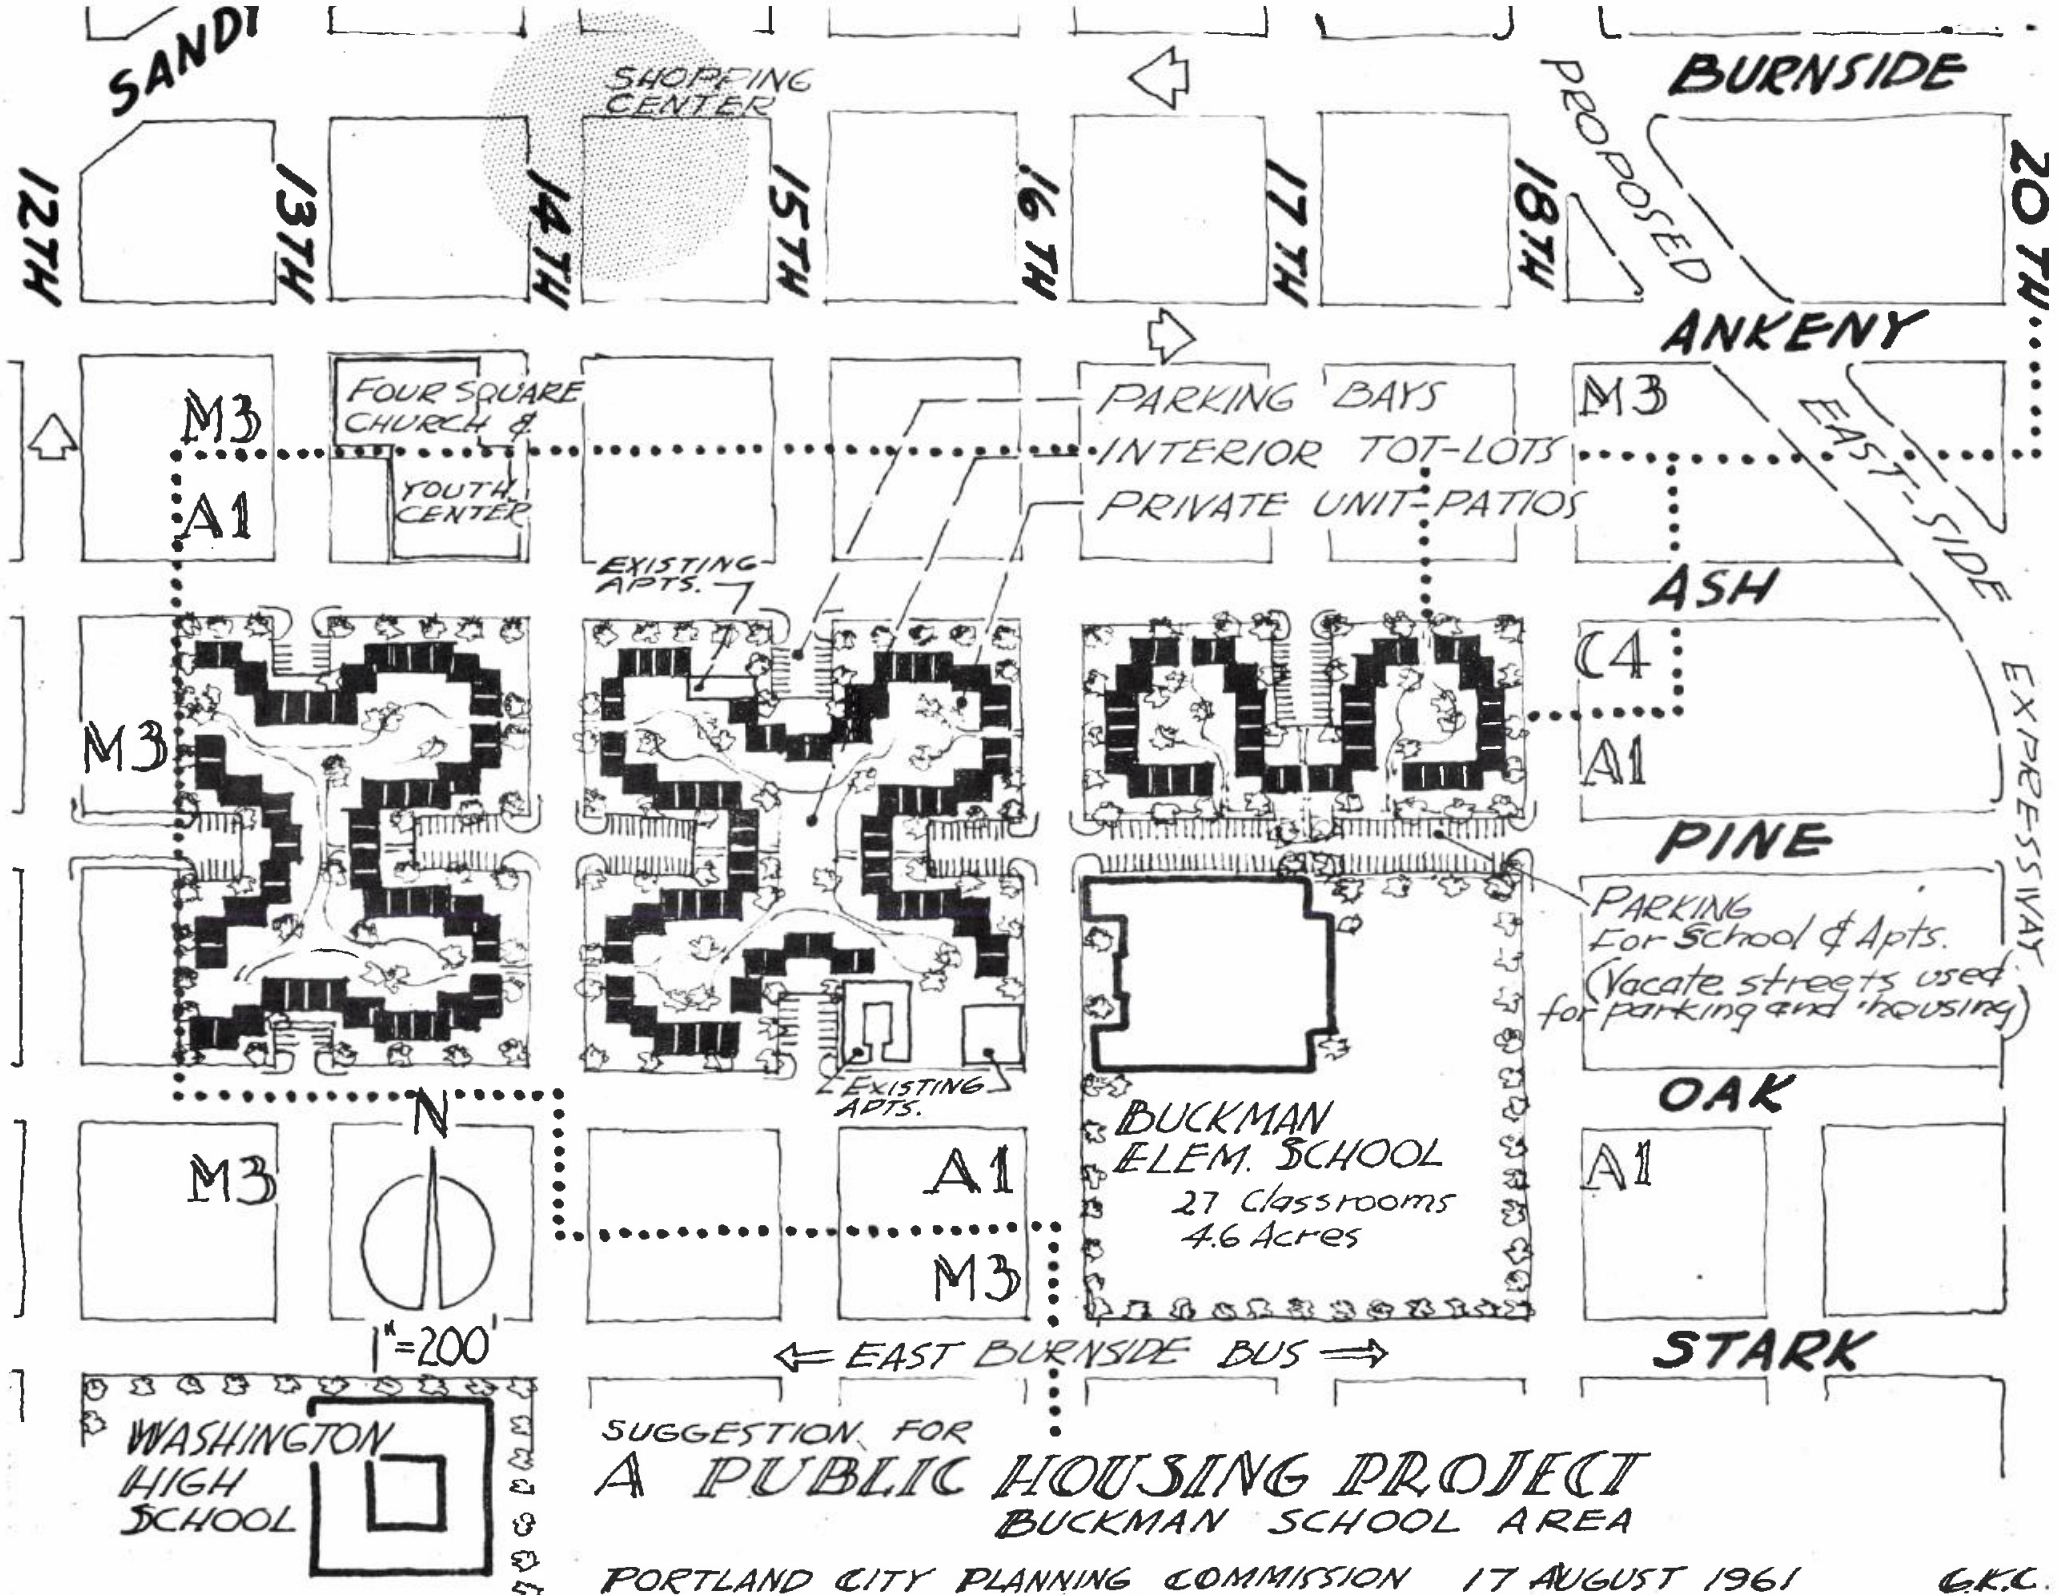 SANDY
SHOPPING
CENTER
BURNSIDE
12TH
13TH
14TH
15TH
16TH
17TH
18TH
20TH
PROPOSED
EAST-SIDE
EXPRESSWAY
ANKENY
M3
A1
FOUR SQUARE
CHURCH &
YOUTH
CENTER
PARKING BAYS
INTERIOR TOT-LOTS
PRIVATE UNIT-PATIOS
M3
EXISTING
APTS.
ASH
M3
C4
A1
PINE
PARKING
For School & Apts.
(Vacate streets used
for parking and housing)
EXISTING
APTS.
OAK
N
M3
A1
M3
BUCKMAN
ELEM. SCHOOL
27 Classrooms
4.6 Acres
A1
1"=200'
EAST BURNSIDE BUS
STARK
WASHINGTON
HIGH
SCHOOL
SUGGESTION FOR
A PUBLIC HOUSING PROJECT
BUCKMAN SCHOOL AREA
PORTLAND CITY PLANNING COMMISSION 17 AUGUST 1961 G.K.C.